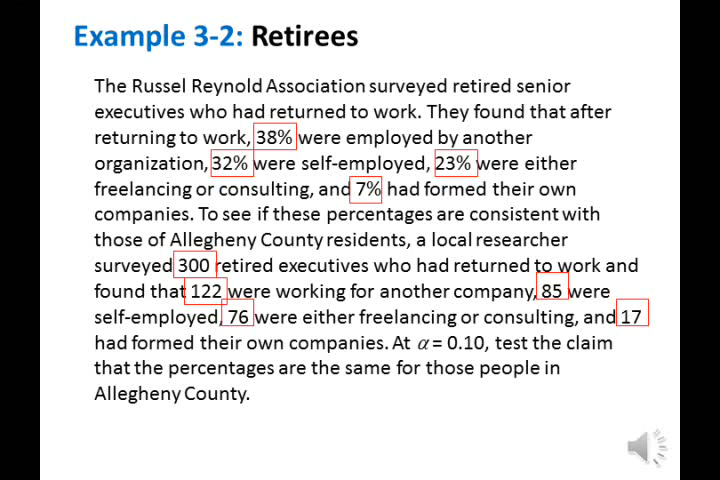 Example 3-2: Retirees
The Russel Reynold Association surveyed retired senior
executives who had returned to work. They found that after
returning to work, 38% were employed by another
organization, 32% were self-employed, 23% were either
freelancing or consulting, and 7% had formed their own
companies. To see if these percentages are consistent with
those of Allegheny County residents, a local researcher
surveyed 300 retired executives who had returned to work and
found that 122 were working for another company, 85 were
self-employed, 76 were either freelancing or consulting, and 17
had formed their own companies. At α = 0.10, test the claim
that the percentages are the same for those people in
Allegheny County.